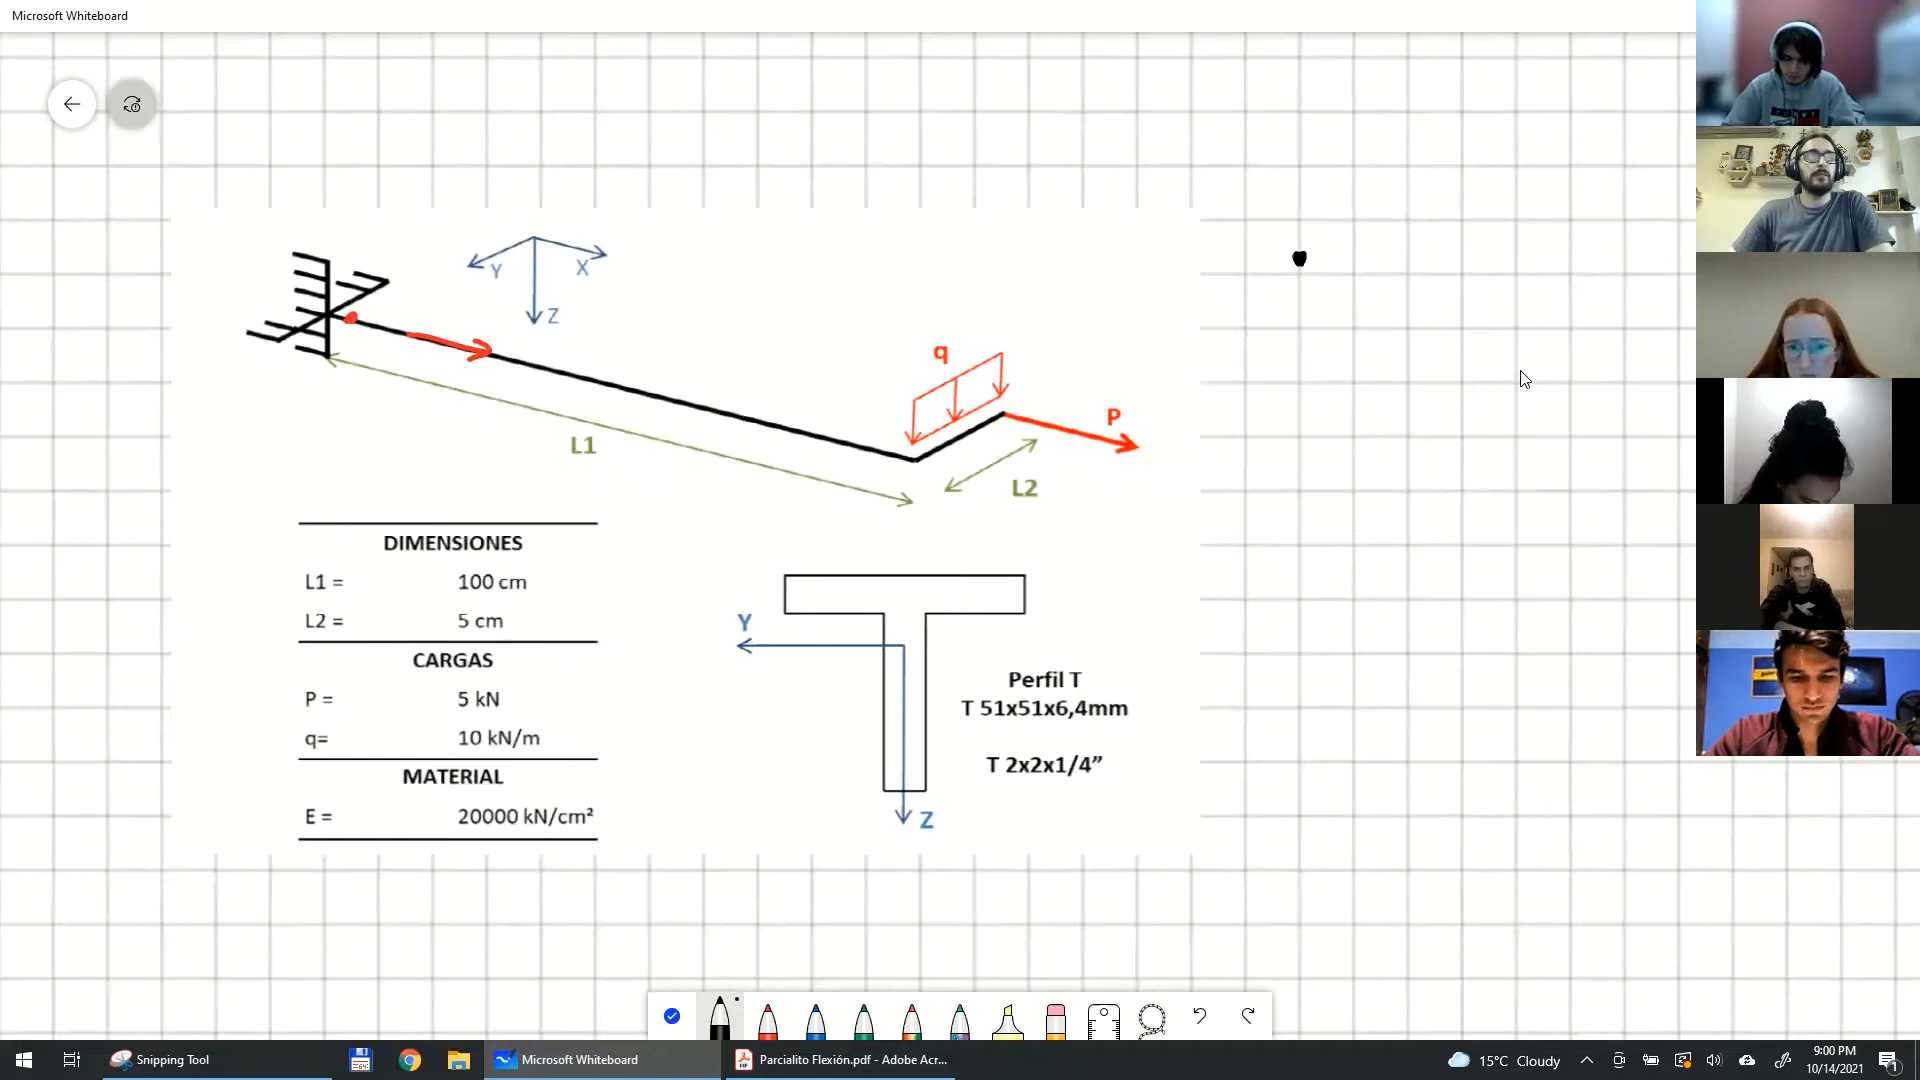 Microsoft Whiteboard
Y
X
Z
q
P
L1
L2
DIMENSIONES
L1 = 100 cm
L2 = 5 cm
CARGAS
P = 5 kN
q= 10 kN/m
MATERIAL
E = 20000 kN/cm²
Y
Z
Perfil T
T 51x51x6,4mm
T 2x2x1/4”
Snipping Tool
Microsoft Whiteboard
Parcialito Flexión.pdf - Adobe Acr...
15°C Cloudy
9:00 PM
10/14/2021
1